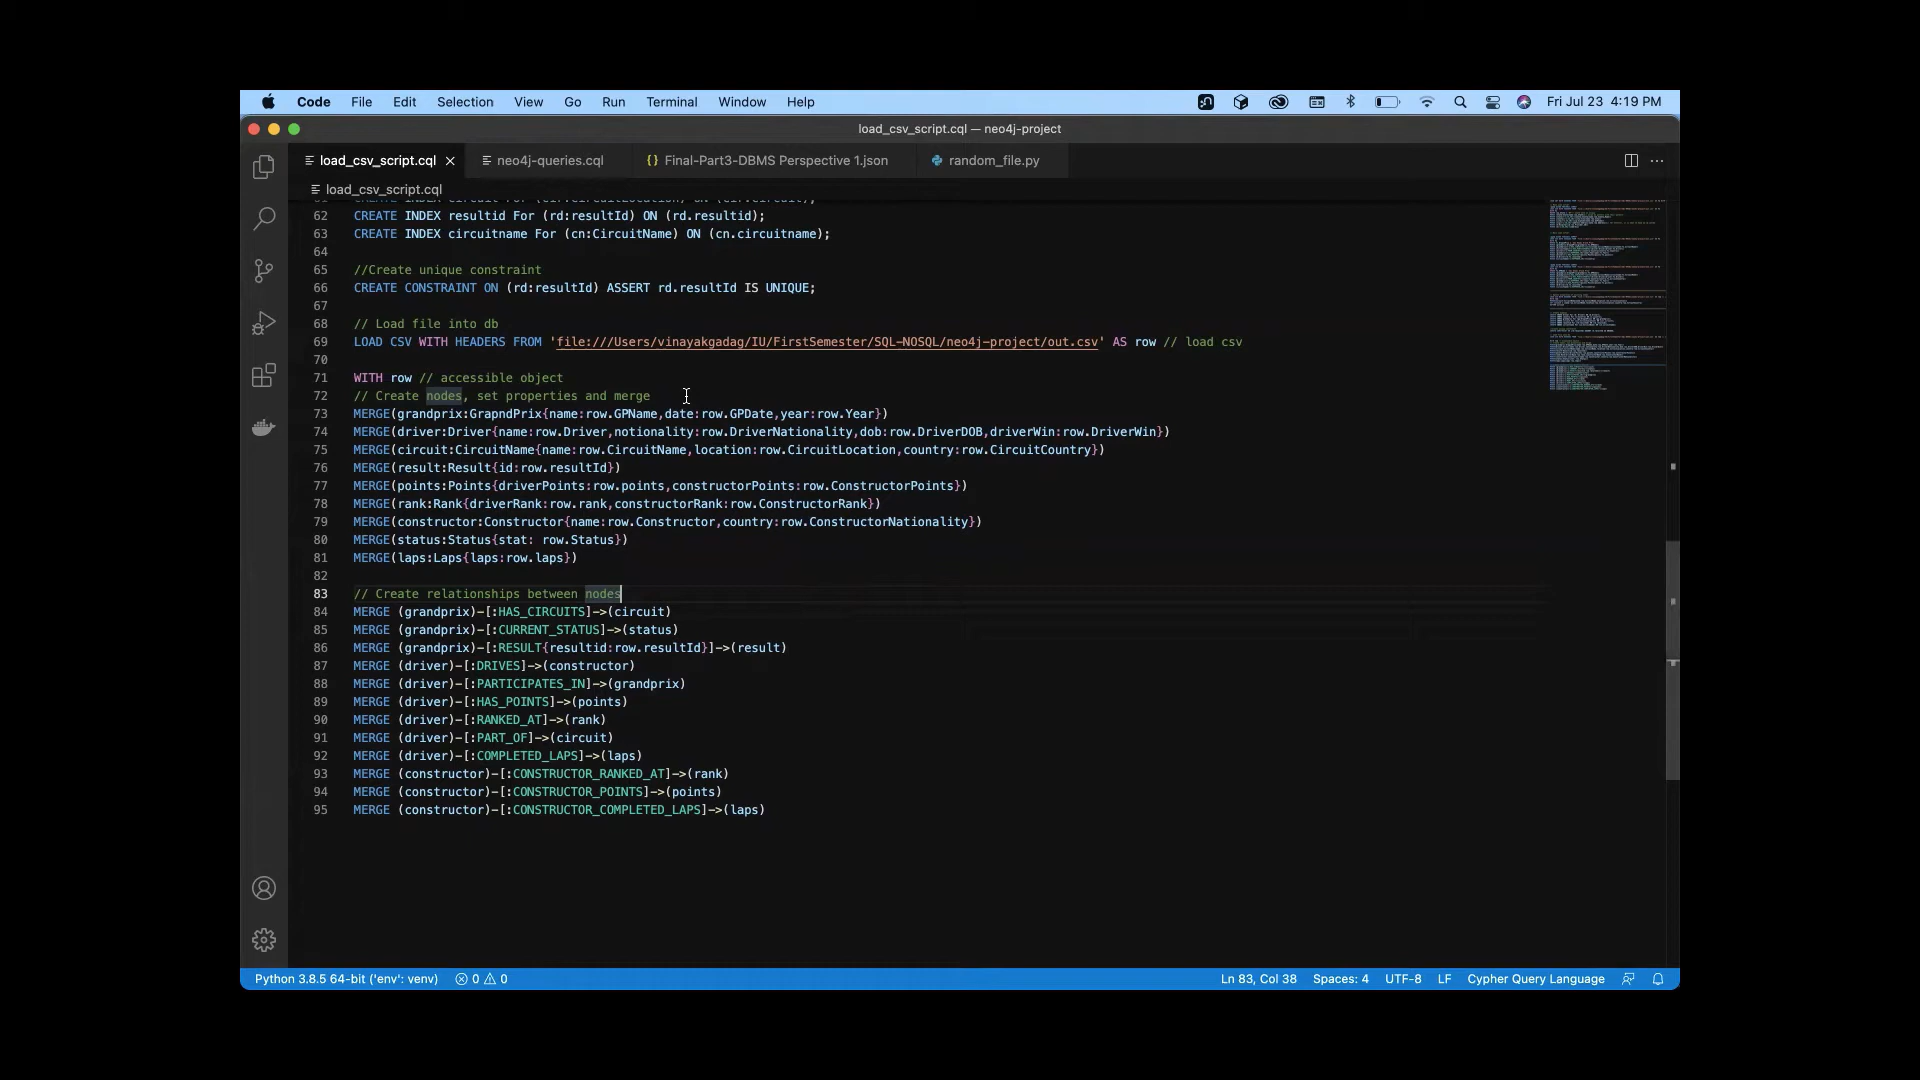 Code File Edit Selection View Go Run Terminal Window Help Fri Jul 23 4:19 PM
load_csv_script.cql — neo4j-project
load_csv_script.cql neo4j-queries.cql {} Final-Part3-DBMS Perspective 1.json random_file.py
load_csv_script.cql
62 CREATE INDEX resultid For (rd:resultId) ON (rd.resultid);
63 CREATE INDEX circuitname For (cn:CircuitName) ON (cn.circuitname);
64
65 //Create unique constraint
66 CREATE CONSTRAINT ON (rd:resultId) ASSERT rd.resultId IS UNIQUE;
67
68 // Load file into db
69 LOAD CSV WITH HEADERS FROM 'file:///Users/vinayakgadag/IU/FirstSemester/SQL-NOSQL/neo4j-project/out.csv' AS row // load csv
70
71 WITH row // accessible object
72 // Create nodes, set properties and merge
73 MERGE(grandprix:GrapndPrix{name:row.GPName,date:row.GPDate,year:row.Year})
74 MERGE(driver:Driver{name:row.Driver,notionality:row.DriverNationality,dob:row.DriverDOB,driverWin:row.DriverWin})
75 MERGE(circuit:CircuitName{name:row.CircuitName,location:row.CircuitLocation,country:row.CircuitCountry})
76 MERGE(result:Result{id:row.resultId})
77 MERGE(points:Points{driverPoints:row.points,constructorPoints:row.ConstructorPoints})
78 MERGE(rank:Rank{driverRank:row.rank,constructorRank:row.ConstructorRank})
79 MERGE(constructor:Constructor{name:row.Constructor,country:row.ConstructorNationality})
80 MERGE(status:Status{stat: row.Status})
81 MERGE(laps:Laps{laps:row.laps})
82
83 // Create relationships between nodes
84 MERGE (grandprix)-[:HAS_CIRCUITS]->(circuit)
85 MERGE (grandprix)-[:CURRENT_STATUS]->(status)
86 MERGE (grandprix)-[:RESULT{resultid:row.resultId}]->(result)
87 MERGE (driver)-[:DRIVES]->(constructor)
88 MERGE (driver)-[:PARTICIPATES_IN]->(grandprix)
89 MERGE (driver)-[:HAS_POINTS]->(points)
90 MERGE (driver)-[:RANKED_AT]->(rank)
91 MERGE (driver)-[:PART_OF]->(circuit)
92 MERGE (driver)-[:COMPLETED_LAPS]->(laps)
93 MERGE (constructor)-[:CONSTRUCTOR_RANKED_AT]->(rank)
94 MERGE (constructor)-[:CONSTRUCTOR_POINTS]->(points)
95 MERGE (constructor)-[:CONSTRUCTOR_COMPLETED_LAPS]->(laps)
Python 3.8.5 64-bit ('env': venv) 0 0 Ln 83, Col 38 Spaces: 4 UTF-8 LF Cypher Query Language